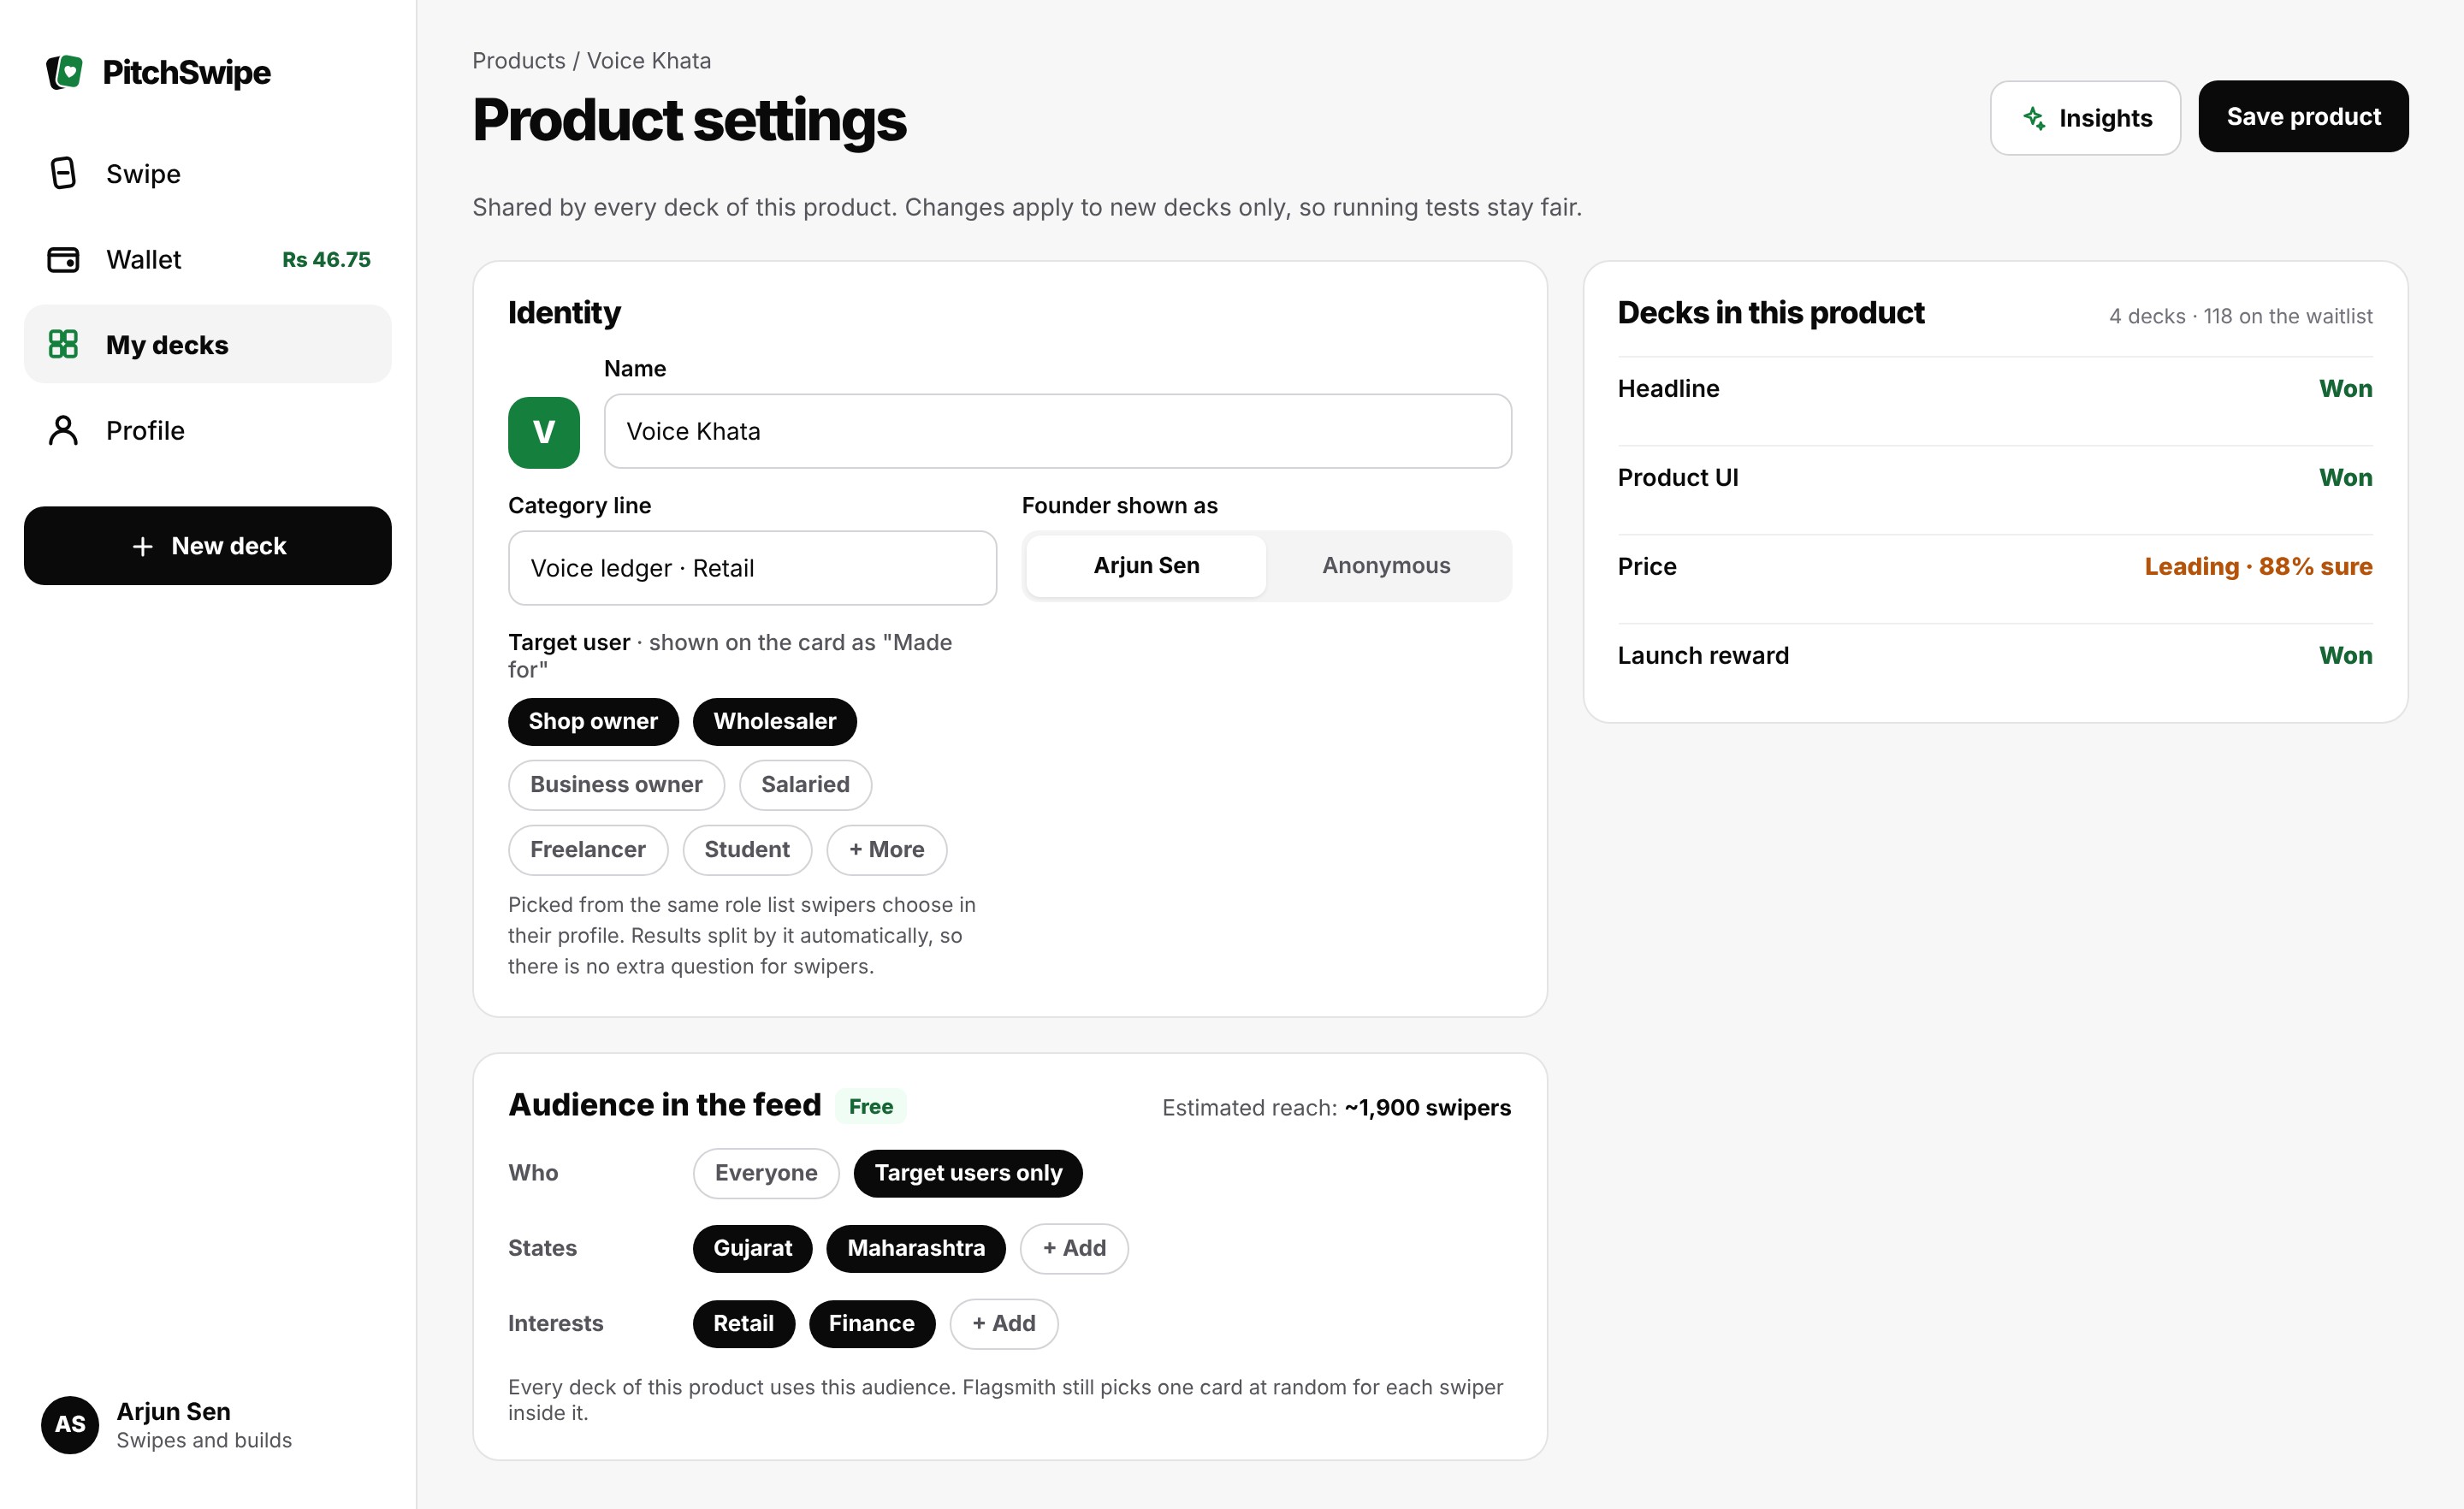 PitchSwipe
Swipe
Wallet Rs 46.75
My decks
Profile
+ New deck
AS
Arjun Sen
Swipes and builds
Products / Voice Khata
Product settings
Insights
Save product
Shared by every deck of this product. Changes apply to new decks only, so running tests stay fair.
Identity
Name
V
Voice Khata
Category line
Voice ledger · Retail
Founder shown as
Arjun Sen Anonymous
Target user · shown on the card as "Made
for"
Shop owner Wholesaler
Business owner Salaried
Freelancer Student + More
Picked from the same role list swipers choose in
their profile. Results split by it automatically, so
there is no extra question for swipers.
Audience in the feed Free Estimated reach: ~1,900 swipers
Who Everyone Target users only
States Gujarat Maharashtra + Add
Interests Retail Finance + Add
Every deck of this product uses this audience. Flagsmith still picks one card at random for each swiper
inside it.
Decks in this product 4 decks · 118 on the waitlist
Headline Won
Product UI Won
Price Leading · 88% sure
Launch reward Won